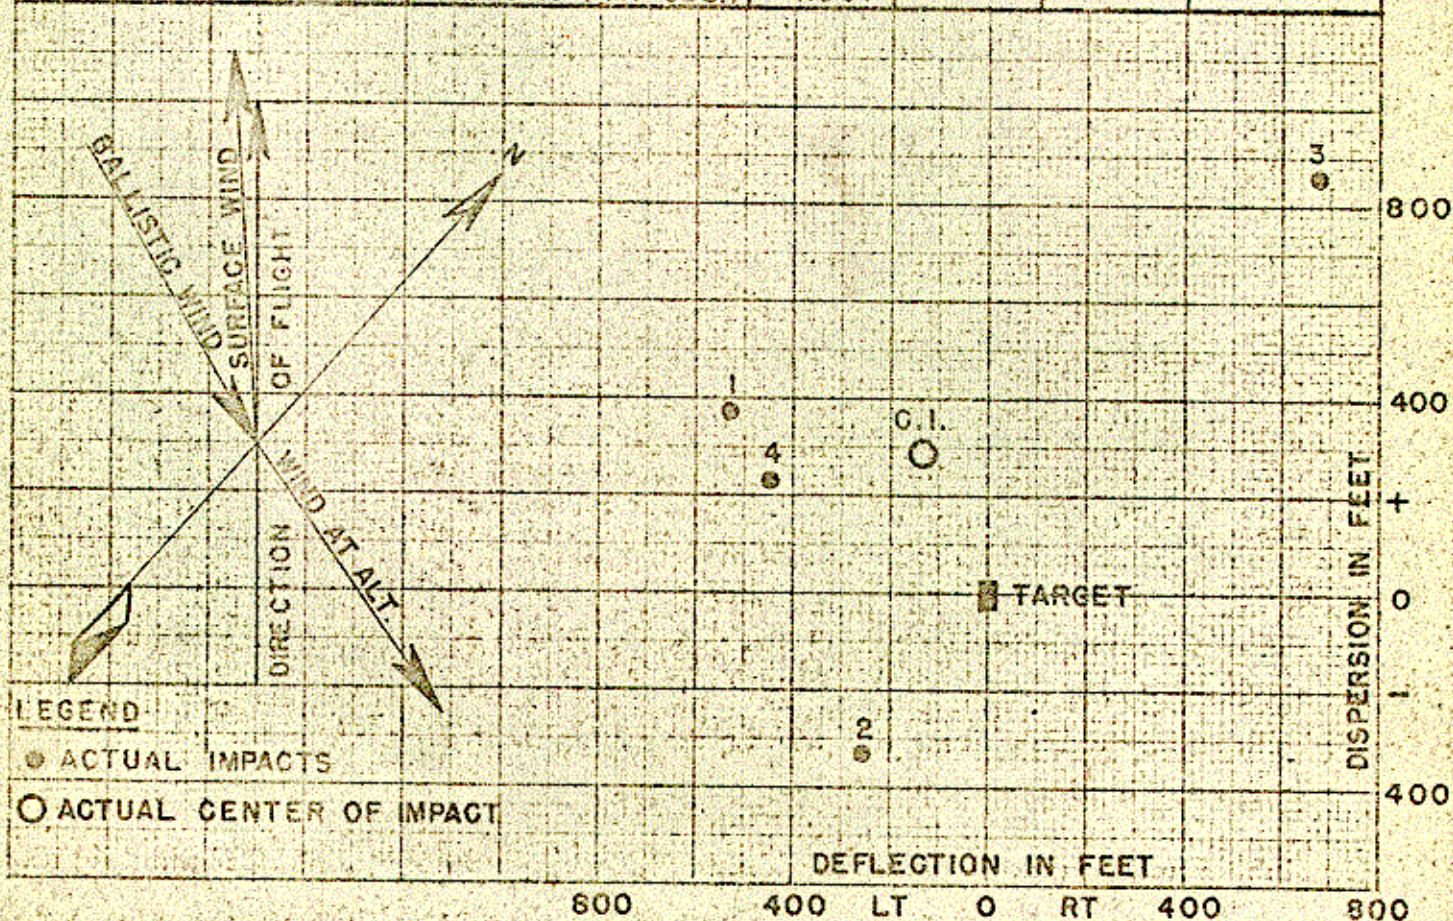 BALLISTIC WIND
SURFACE WIND
DIRECTION OF FLIGHT
N
WIND AT ALT.
3
1
C.I.
4
TARGET
2
800
400
+
0
-
400
DISPERSION IN FEET
LEGEND
ACTUAL IMPACTS
ACTUAL CENTER OF IMPACT
DEFLECTION IN FEET
800 400 LT 0 RT 400 800